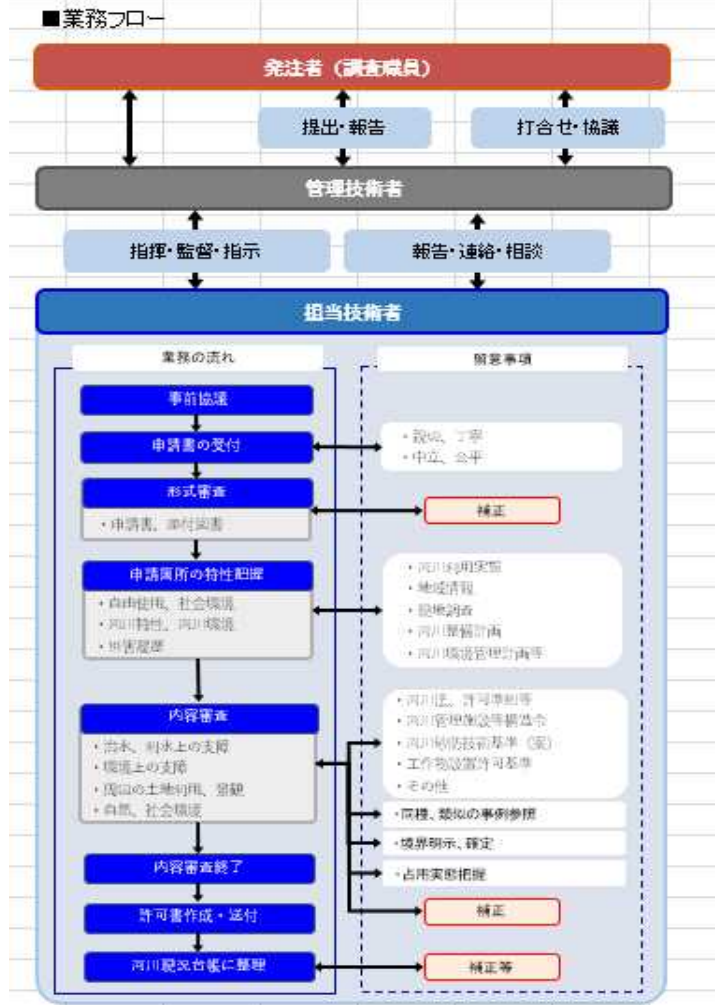 ■業務フロー
発注者（調査職員）
提出・報告
打合せ・協議
管理技術者
指揮・監督・指示
報告・連絡・相談
担当技術者
業務の流れ
留意事項
事前協議
申請書の受付
・説明、丁寧
・中立、公平
形式審査
・申請書、添付図書
補正
申請箇所の特性把握
・自由使用、社会環境
・河川特性、河川環境
・災害履歴
・河川利用実態
・地域情報
・現地調査
・河川整備計画
・河川環境管理計画等
内容審査
・治水、利水上の支障
・環境上の支障
・周辺の土地利用、景観
・自然、社会環境
・河川法、許可準則等
・河川管理施設等構造令
・河川砂防技術基準（案）
・工作物設置許可基準
・その他
・同種、類似の事例参照
・境界明示、確定
・占用実態把握
内容審査終了
許可書作成・送付
補正
河川現況台帳に整理
補正等